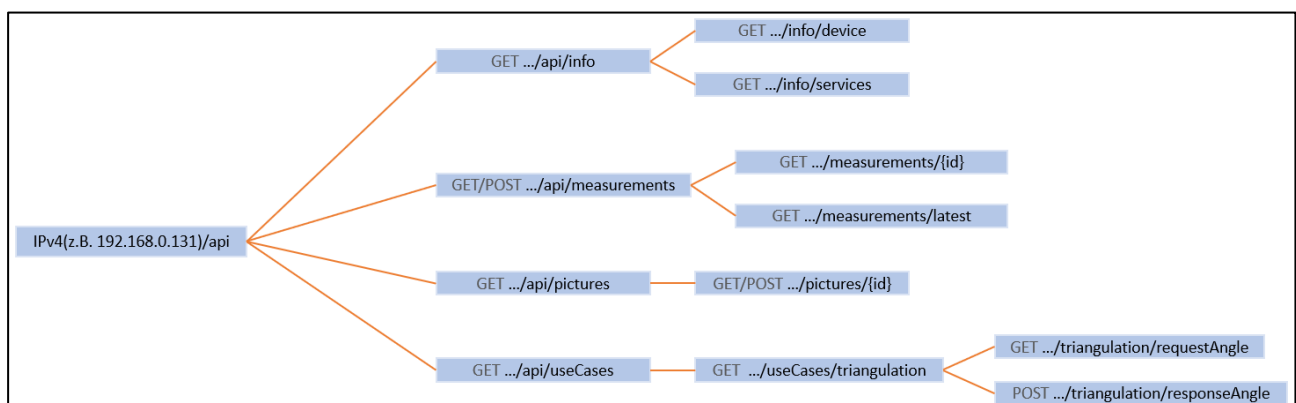 GET .../info/device
GET .../api/info
GET .../info/services
GET .../measurements/{id}
GET/POST .../api/measurements
GET .../measurements/latest
IPv4(z.B. 192.168.0.131)/api
GET .../api/pictures
GET/POST .../pictures/{id}
GET .../triangulation/requestAngle
GET .../api/useCases
GET .../useCases/triangulation
POST .../triangulation/responseAngle